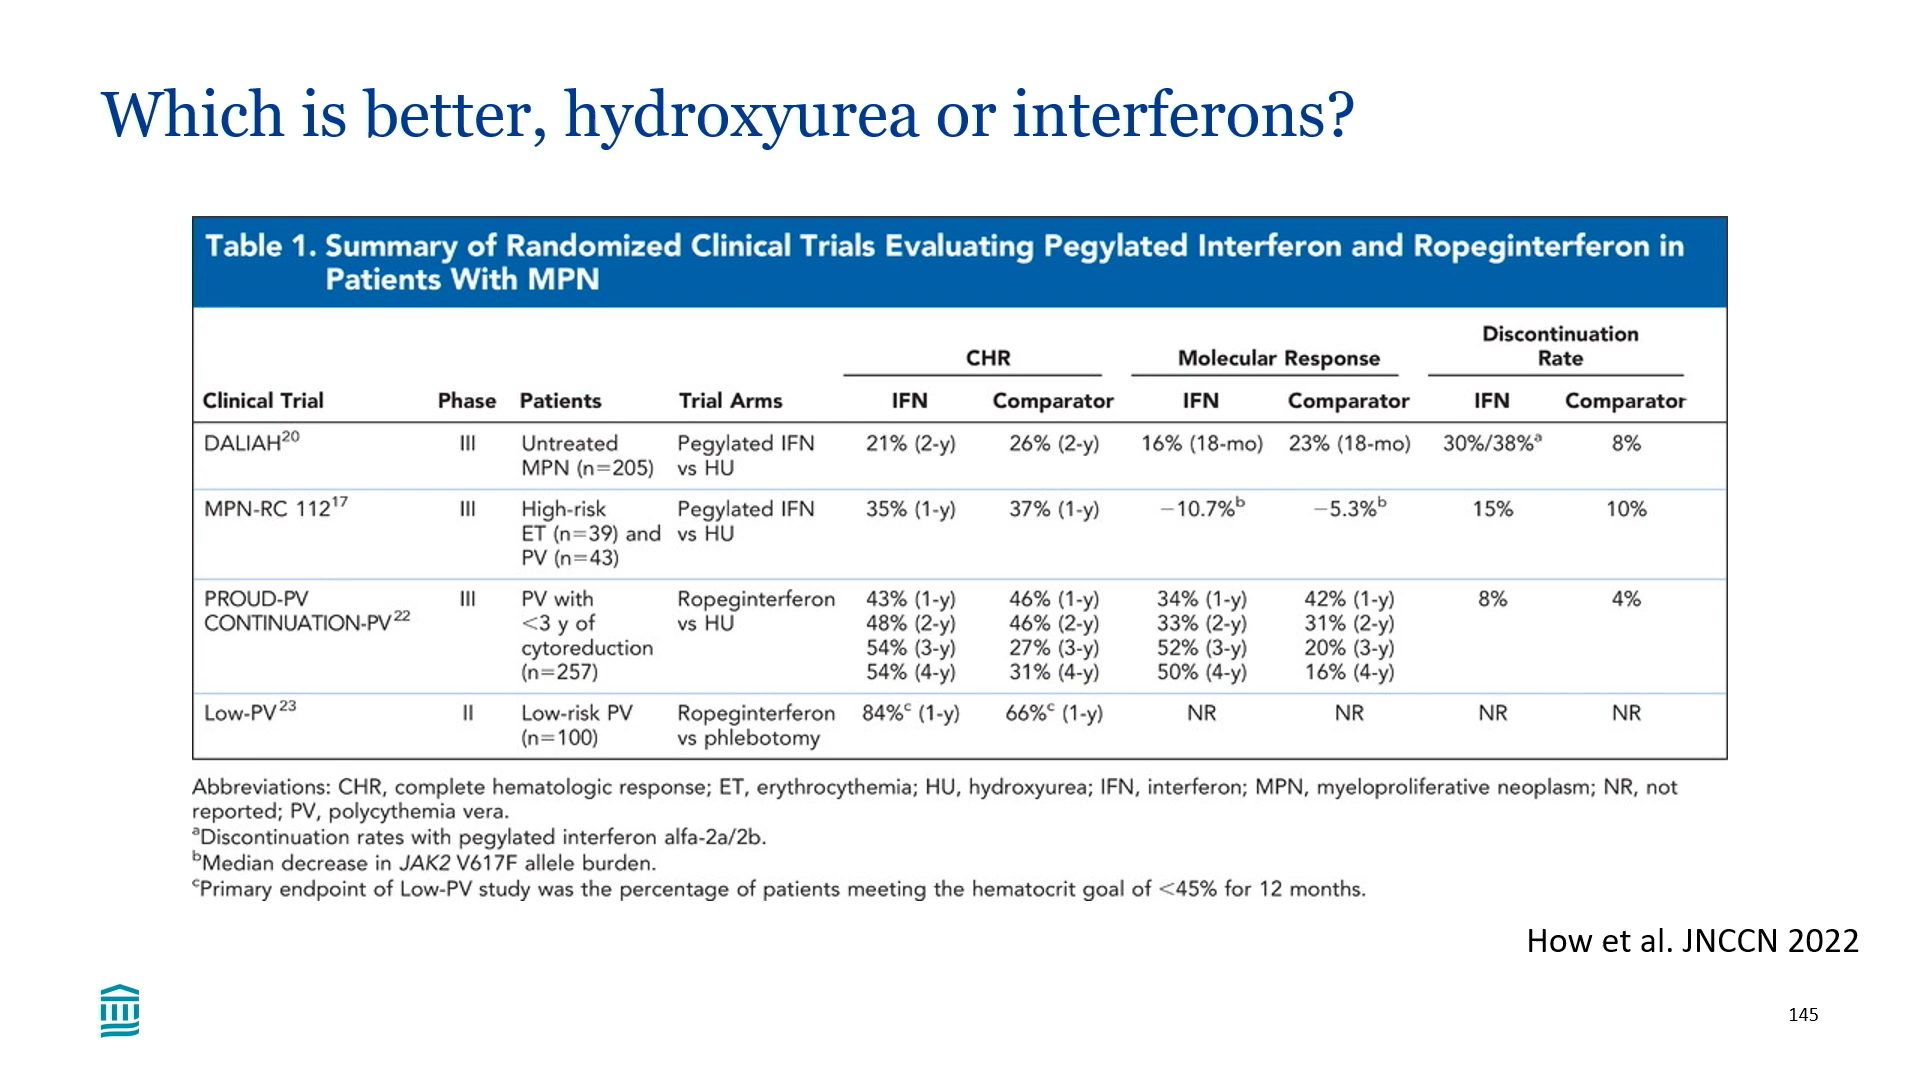 Which is better, hydroxyurea or interferons?
Table 1. Summary of Randomized Clinical Trials Evaluating Pegylated Interferon and Ropeginterferon in
Patients With MPN
Discontinuation
CHR Molecular Response Rate
Clinical Trial Phase Patients Trial Arms IFN Comparator IFN Comparator IFN Comparator
DALIAH20 III Untreated Pegylated IFN 21% (2-y) 26% (2-y) 16% (18-mo) 23% (18-mo) 30%/38%a 8%
MPN (n=205) vs HU
MPN-RC 11217 III High-risk Pegylated IFN 35% (1-y) 37% (1-y) −10.7%b −5.3%b 15% 10%
ET (n=39) and vs HU
PV (n=43)
PROUD-PV III PV with Ropeginterferon 43% (1-y) 46% (1-y) 34% (1-y) 42% (1-y) 8% 4%
CONTINUATION-PV22 <3 y of vs HU 48% (2-y) 46% (2-y) 33% (2-y) 31% (2-y)
cytoreduction 54% (3-y) 27% (3-y) 52% (3-y) 20% (3-y)
(n=257) 54% (4-y) 31% (4-y) 50% (4-y) 16% (4-y)
Low-PV23 II Low-risk PV Ropeginterferon 84%c (1-y) 66%c (1-y) NR NR NR NR
(n=100) vs phlebotomy
Abbreviations: CHR, complete hematologic response; ET, erythrocythemia; HU, hydroxyurea; IFN, interferon; MPN, myeloproliferative neoplasm; NR, not
reported; PV, polycythemia vera.
aDiscontinuation rates with pegylated interferon alfa-2a/2b.
bMedian decrease in JAK2 V617F allele burden.
cPrimary endpoint of Low-PV study was the percentage of patients meeting the hematocrit goal of <45% for 12 months.
How et al. JNCCN 2022
145